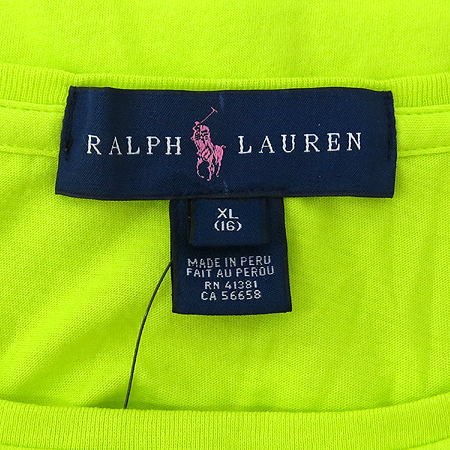 RALPH LAUREN
XL
(16)
MADE IN PERU
FAIT AU PEROU
RN 41381
CA 56658